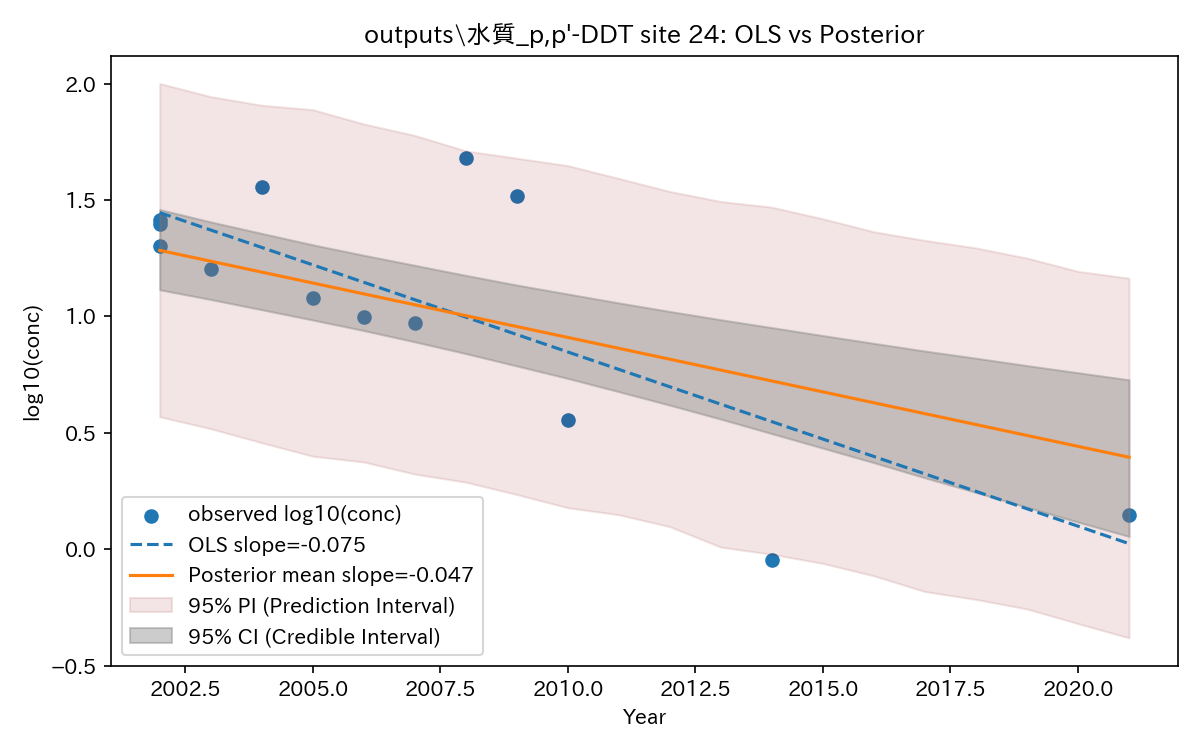 outputs\水質_p,p'-DDT site 24: OLS vs Posterior
2.0
1.5
1.0
0.5
0.0
−0.5
log10(conc)
observed log10(conc)
OLS slope=-0.075
Posterior mean slope=-0.047
95% PI (Prediction Interval)
95% CI (Credible Interval)
2002.5 2005.0 2007.5 2010.0 2012.5 2015.0 2017.5 2020.0
Year